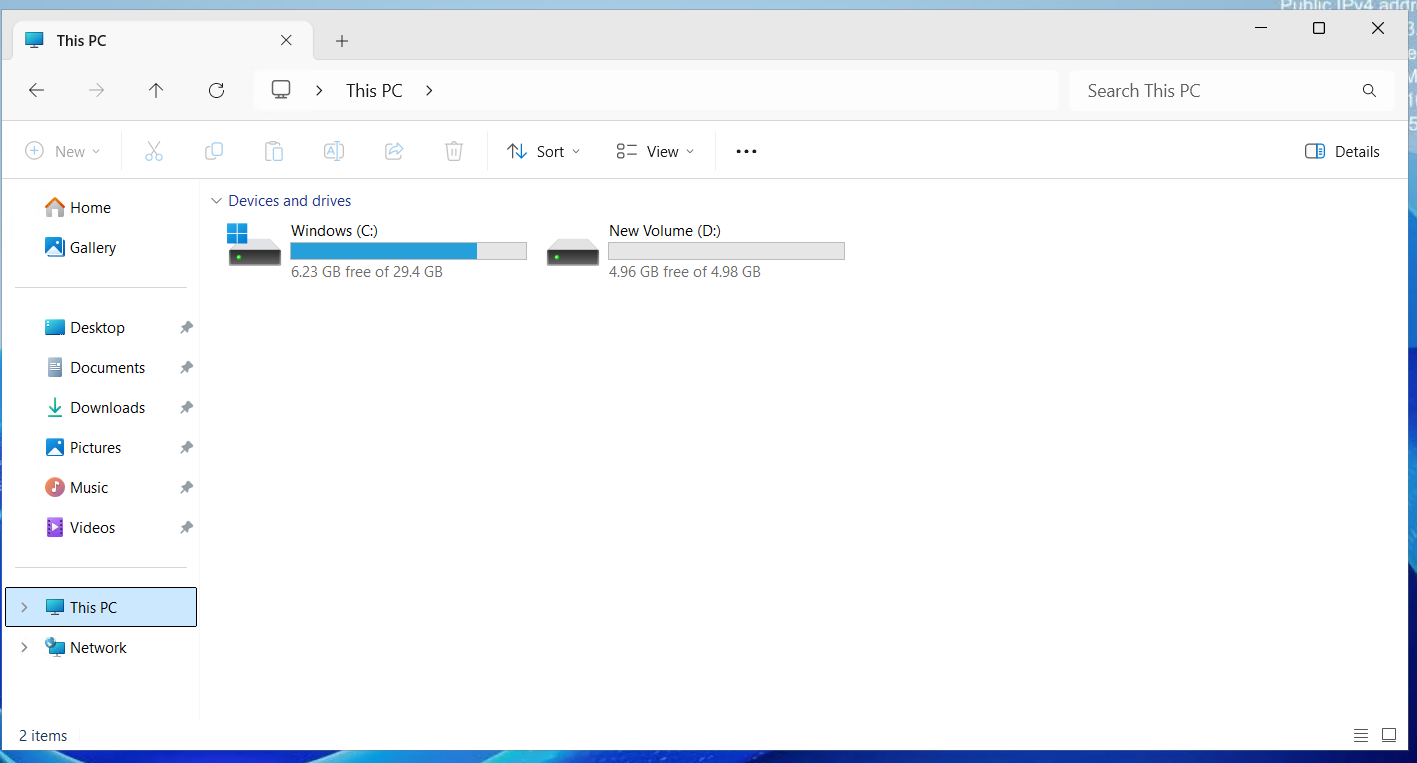 Public IPv4 addr
This PC
This PC
Search This PC
New
Sort
View
Details
Home
Gallery
Desktop
Documents
Downloads
Pictures
Music
Videos
This PC
Network
Devices and drives
Windows (C:)
6.23 GB free of 29.4 GB
New Volume (D:)
4.96 GB free of 4.98 GB
2 items